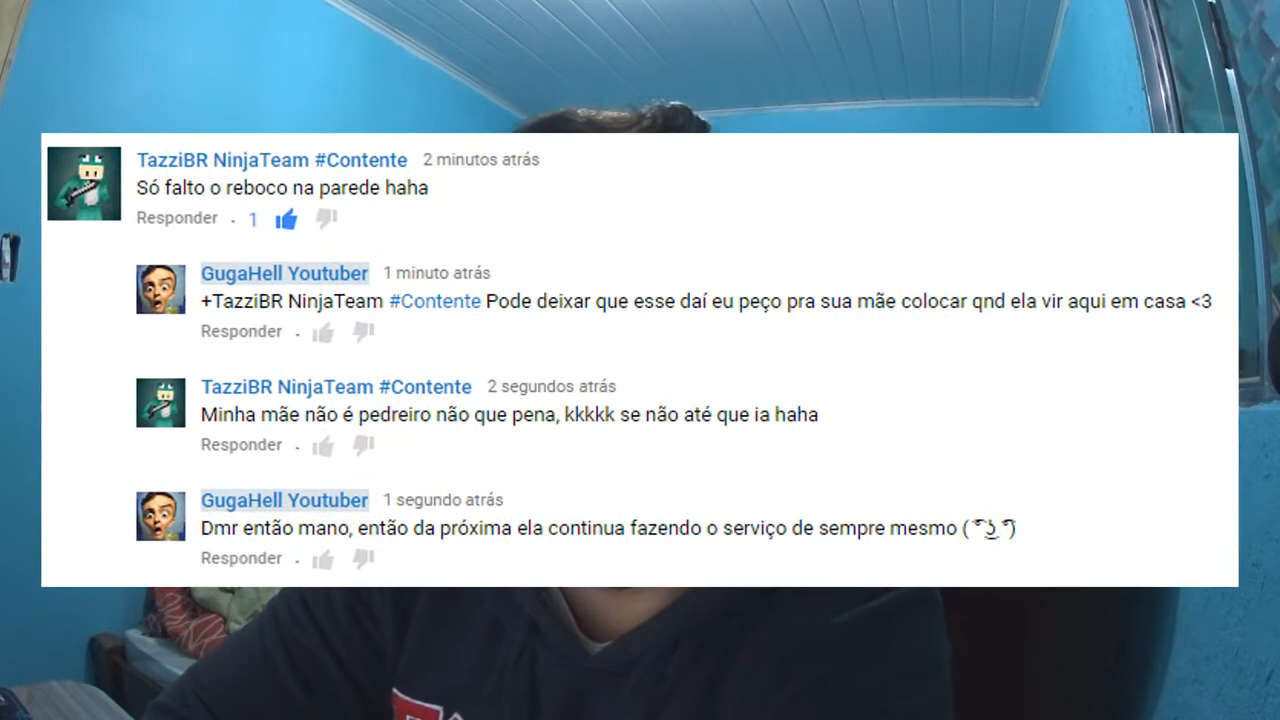 TazziBR NinjaTeam #Contente 2 minutos atrás
Só falto o reboco na parede haha
Responder . 1
GugaHell Youtuber 1 minuto atrás
+TazziBR NinjaTeam #Contente Pode deixar que esse daí eu peço pra sua mãe colocar qnd ela vir aqui em casa <3
Responder .
TazziBR NinjaTeam #Contente 2 segundos atrás
Minha mãe não é pedreiro não que pena, kkkkk se não até que ia haha
Responder .
GugaHell Youtuber 1 segundo atrás
Dmr então mano, então da próxima ela continua fazendo o serviço de sempre mesmo ( ͡° ͜ʖ ͡°)
Responder .